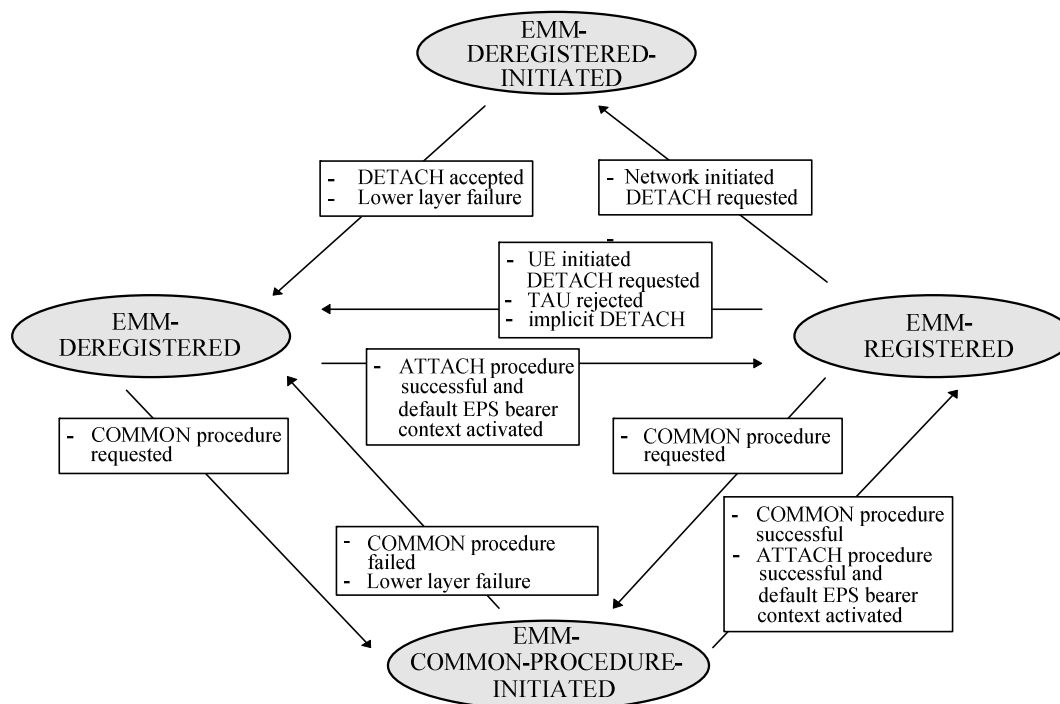 EMM-
DEREGISTERED-
INITIATED
- DETACH accepted
- Lower layer failure
- Network initiated
DETACH requested
-
- UE initiated
DETACH requested
- TAU rejected
- implicit DETACH
EMM-
DEREGISTERED
EMM-
REGISTERED
- ATTACH procedure
successful and
default EPS bearer
context activated
- COMMON procedure
requested
- COMMON procedure
requested
- COMMON procedure
failed
- Lower layer failure
- COMMON procedure
successful
- ATTACH procedure
successful and
default EPS bearer
context activated
EMM-
COMMON-PROCEDURE-
INITIATED